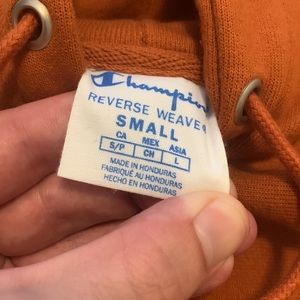 Champion
REVERSE WEAVE®
SMALL
CA MEX ASIA
S/P CH L
MADE IN HONDURAS
FABRIQUÉ AU HONDURAS
HECHO EN HONDURAS